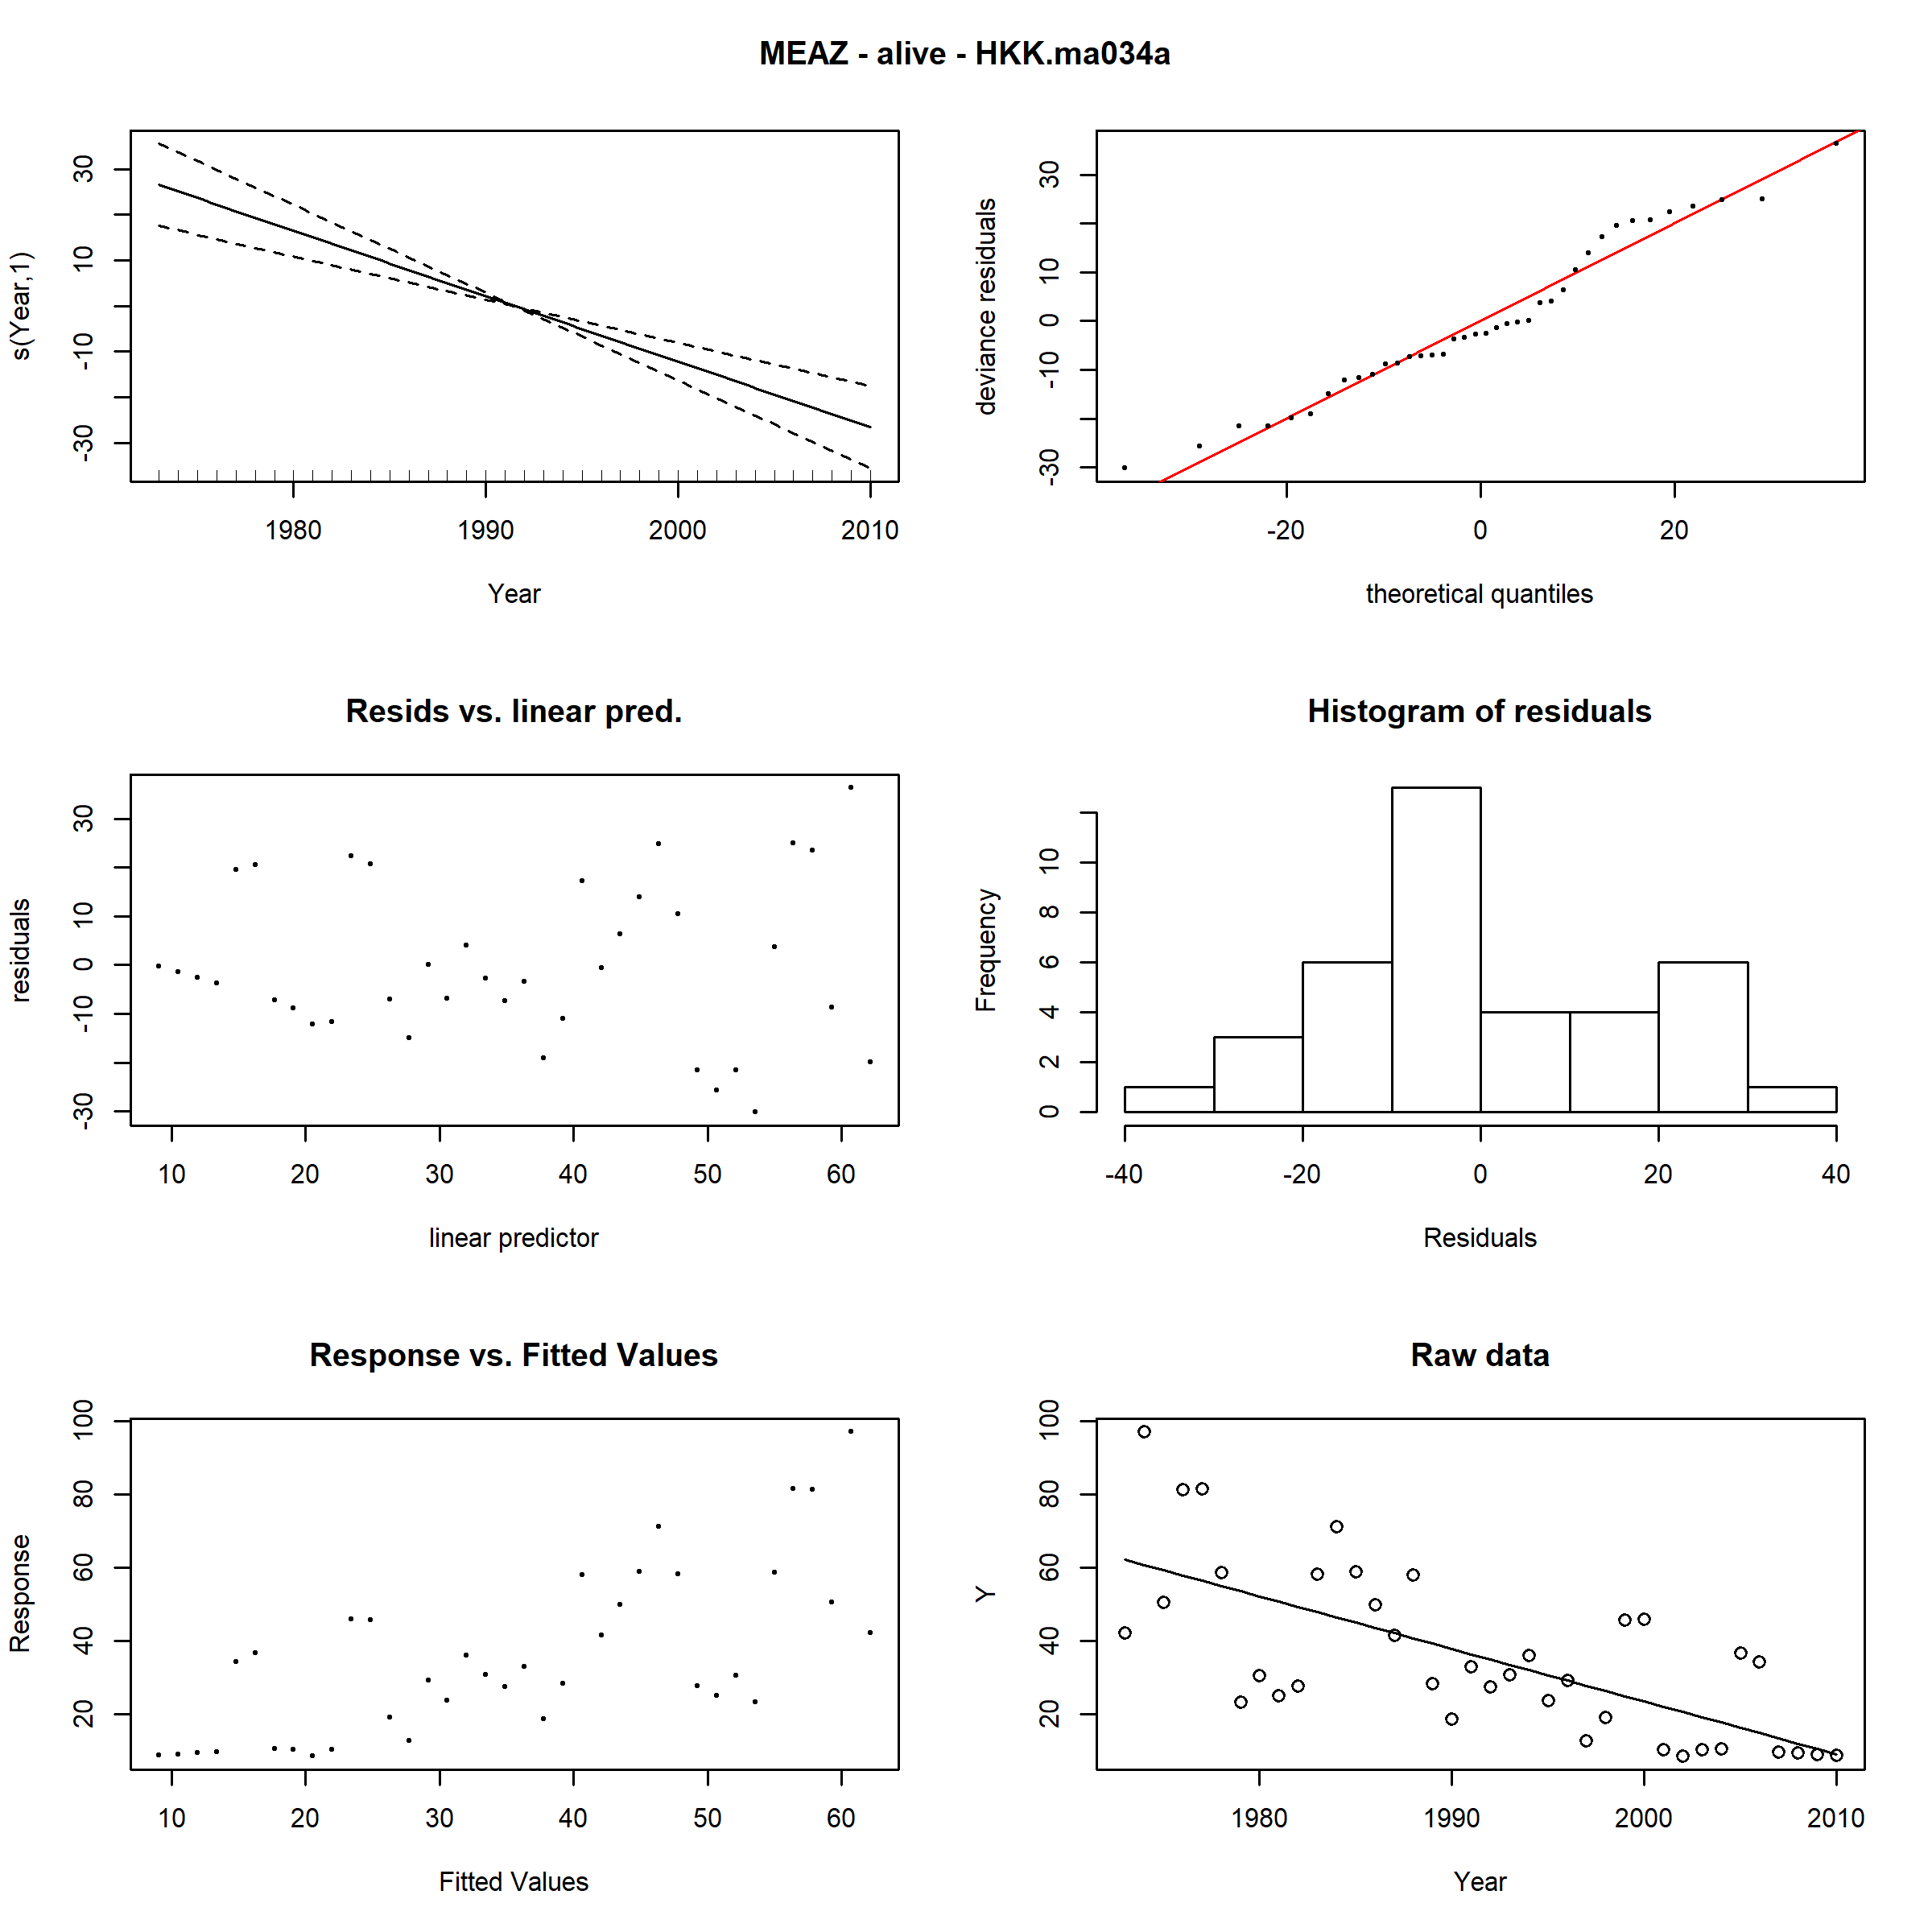 MEAZ - alive - HKK.ma034a
s(Year,1)
30
10
-10
-30
1980 1990 2000 2010
Year
deviance residuals
30
10
0
-10
-30
-20 0 20
theoretical quantiles
Resids vs. linear pred.
residuals
30
10
0
-10
-30
10 20 30 40 50 60
linear predictor
Histogram of residuals
Frequency
10
8
6
4
2
0
-40 -20 0 20 40
Residuals
Response vs. Fitted Values
Response
100
80
60
40
20
10 20 30 40 50 60
Fitted Values
Raw data
Y
100
80
60
40
20
1980 1990 2000 2010
Year